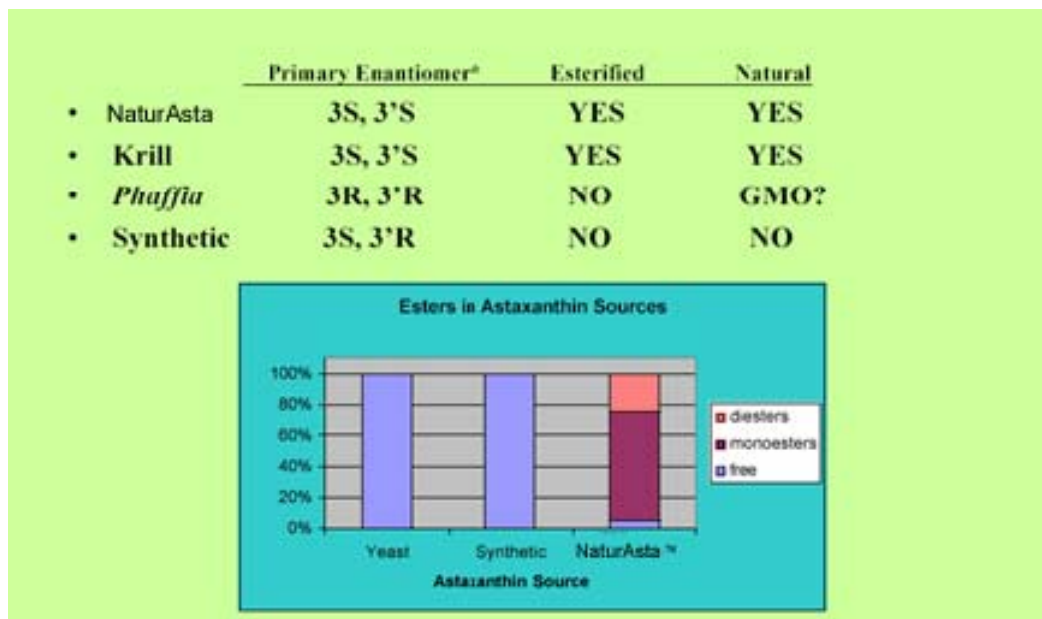 Primary Enantiomer* Esterified Natural
• NaturAsta 3S, 3'S YES YES
• Krill 3S, 3'S YES YES
• Phaffia 3R, 3'R NO GMO?
• Synthetic 3S, 3'R NO NO
Esters in Astaxanthin Sources
100%
80%
60%
40%
20%
0%
diesters
monoesters
free
Yeast Synthetic NaturAsta ™
Astaxanthin Source